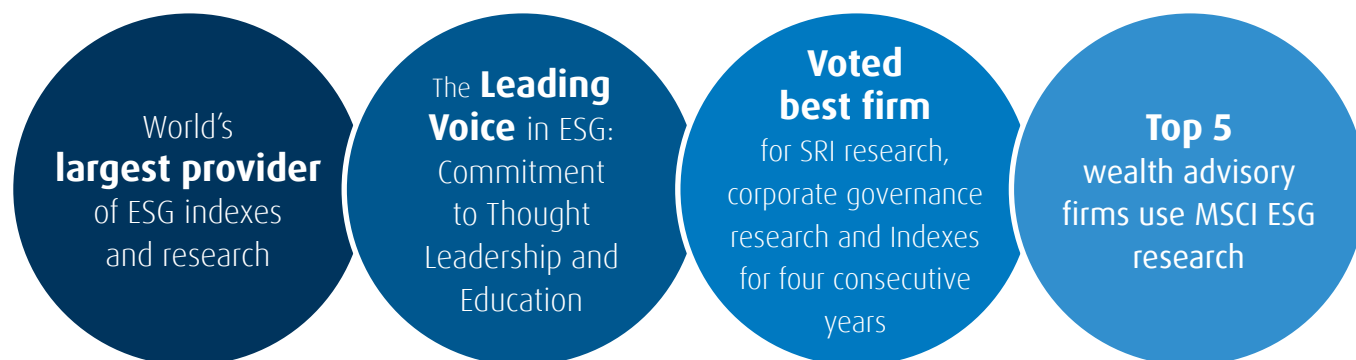 World’s
largest provider
of ESG indexes
and research
The Leading
Voice in ESG:
Commitment
to Thought
Leadership and
Education
Voted
best firm
for SRI research,
corporate governance
research and Indexes
for four consecutive
years
Top 5
wealth advisory
firms use MSCI ESG
research